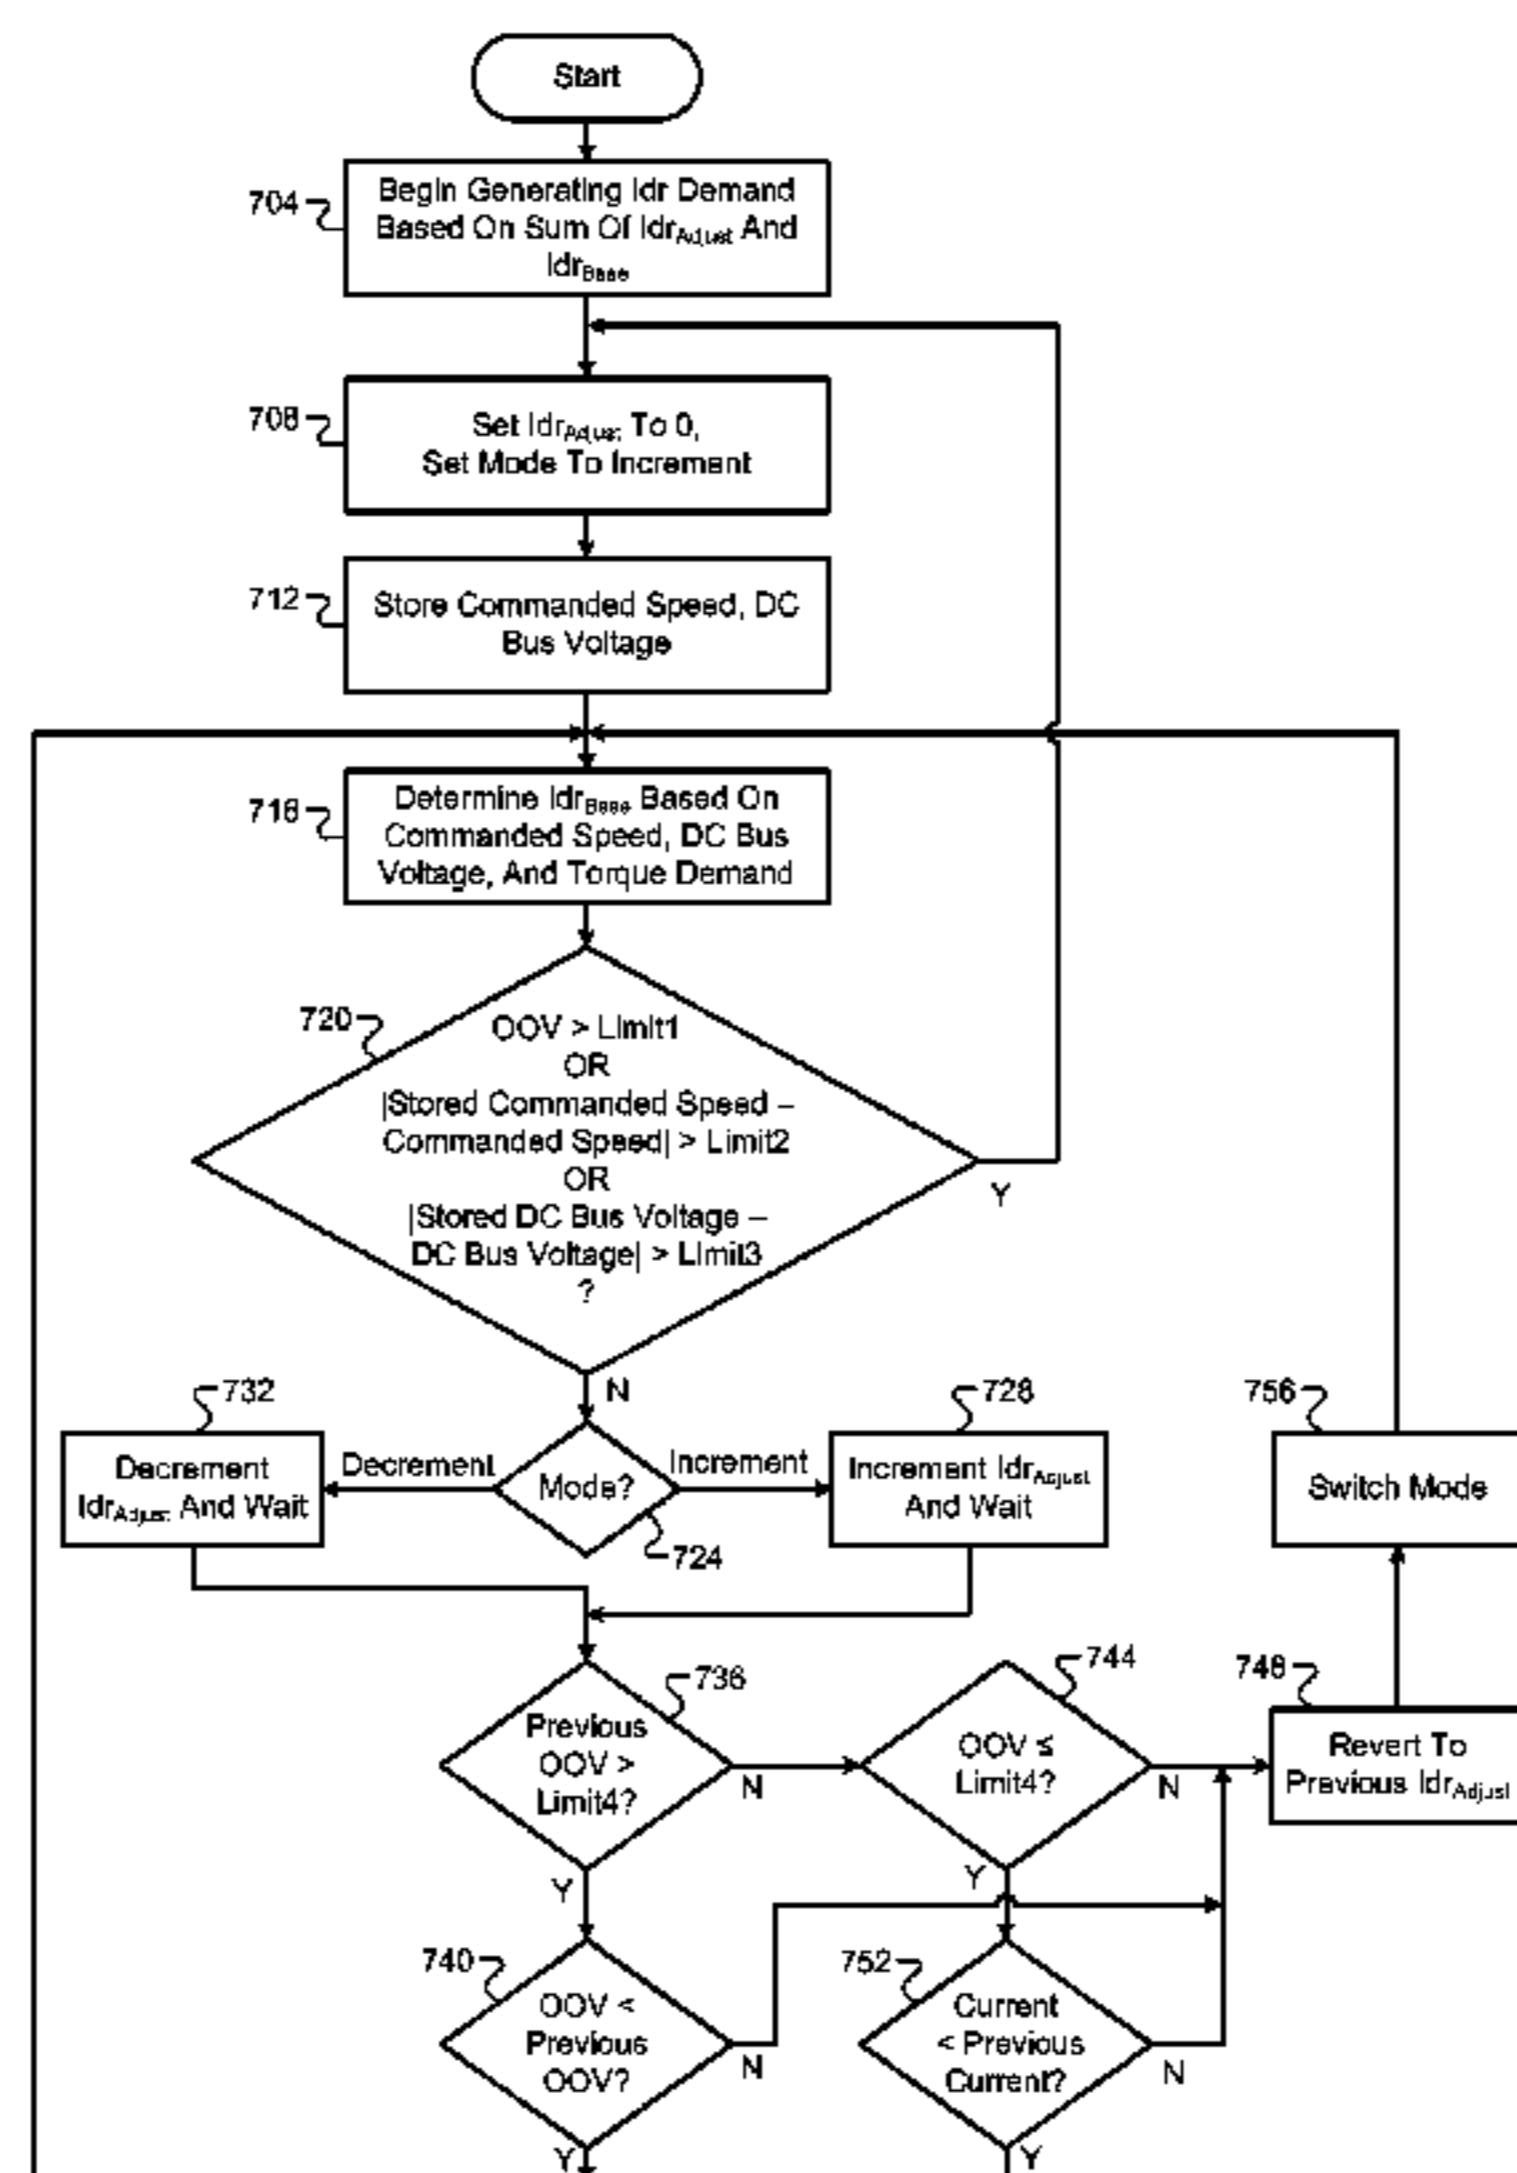 Start
704
Begin Generating Idr Demand
Based On Sum Of IdrAdjust And
IdrBase
708
Set IdrAdjust To 0,
Set Mode To Increment
712
Store Commanded Speed, DC
Bus Voltage
716
Determine IdrBase Based On
Commanded Speed, DC Bus
Voltage, And Torque Demand
720
OOV > Limit1
OR
|Stored Commanded Speed –
Commanded Speed| > Limit2
OR
|Stored DC Bus Voltage –
DC Bus Voltage| > Limit3
?
Y
N
732
Decrement
IdrAdjust And Wait
Decrement
Mode?
724
Increment
728
Increment IdrAdjust
And Wait
756
Switch Mode
736
Previous
OOV >
Limit4?
N
Y
744
OOV ≤
Limit4?
N
Y
748
Revert To
Previous IdrAdjust
740
OOV <
Previous
OOV?
N
Y
752
Current
< Previous
Current?
N
Y